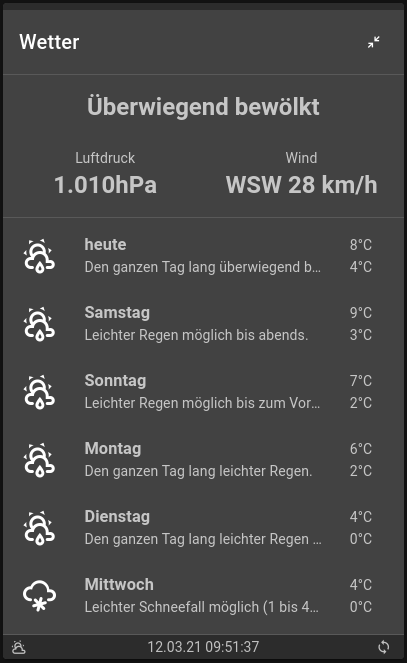 Wetter
Überwiegend bewölkt
Luftdruck Wind
1.010hPa WSW 28 km/h
heute 8°C
Den ganzen Tag lang überwiegend b... 4°C
Samstag 9°C
Leichter Regen möglich bis abends. 3°C
Sonntag 7°C
Leichter Regen möglich bis zum Vor... 2°C
Montag 6°C
Den ganzen Tag lang leichter Regen. 2°C
Dienstag 4°C
Den ganzen Tag lang leichter Regen ... 0°C
Mittwoch 4°C
Leichter Schneefall möglich (1 bis 4... 0°C
12.03.21 09:51:37